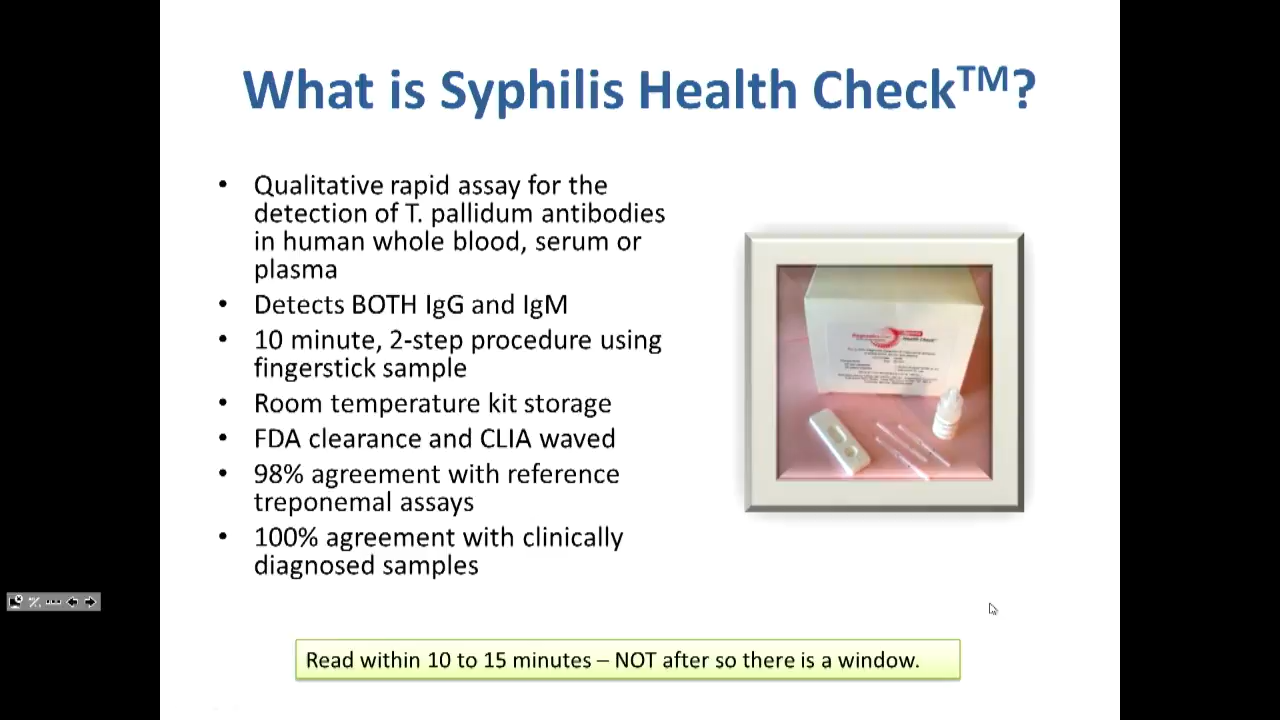 What is Syphilis Health Check™?
• Qualitative rapid assay for the
detection of T. pallidum antibodies
in human whole blood, serum or
plasma
• Detects BOTH IgG and IgM
• 10 minute, 2-step procedure using
fingerstick sample
• Room temperature kit storage
• FDA clearance and CLIA waved
• 98% agreement with reference
treponemal assays
• 100% agreement with clinically
diagnosed samples
Health Check
Read within 10 to 15 minutes – NOT after so there is a window.